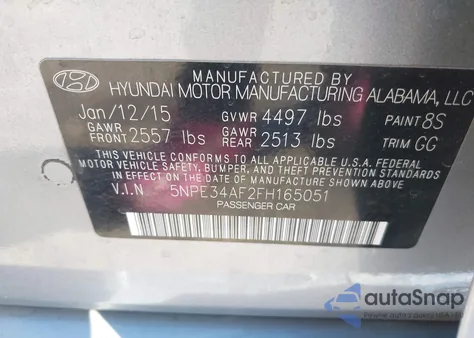 MANUFACTURED BY
HYUNDAI MOTOR MANUFACTURING ALABAMA, LLC
Jan/12/15 GVWR 4497 lbs PAINT 8S
GAWR FRONT 2557 lbs GAWR REAR 2513 lbs TRIM GG
THIS VEHICLE CONFORMS TO ALL APPLICABLE U.S.A. FEDERAL
MOTOR VEHICLE SAFETY, BUMPER, AND THEFT PREVENTION STANDARDS
IN EFFECT ON THE DATE OF MANUFACTURE SHOWN ABOVE.
V.I.N 5NPE34AF2FH165051
PASSENGER CAR
autoSnap